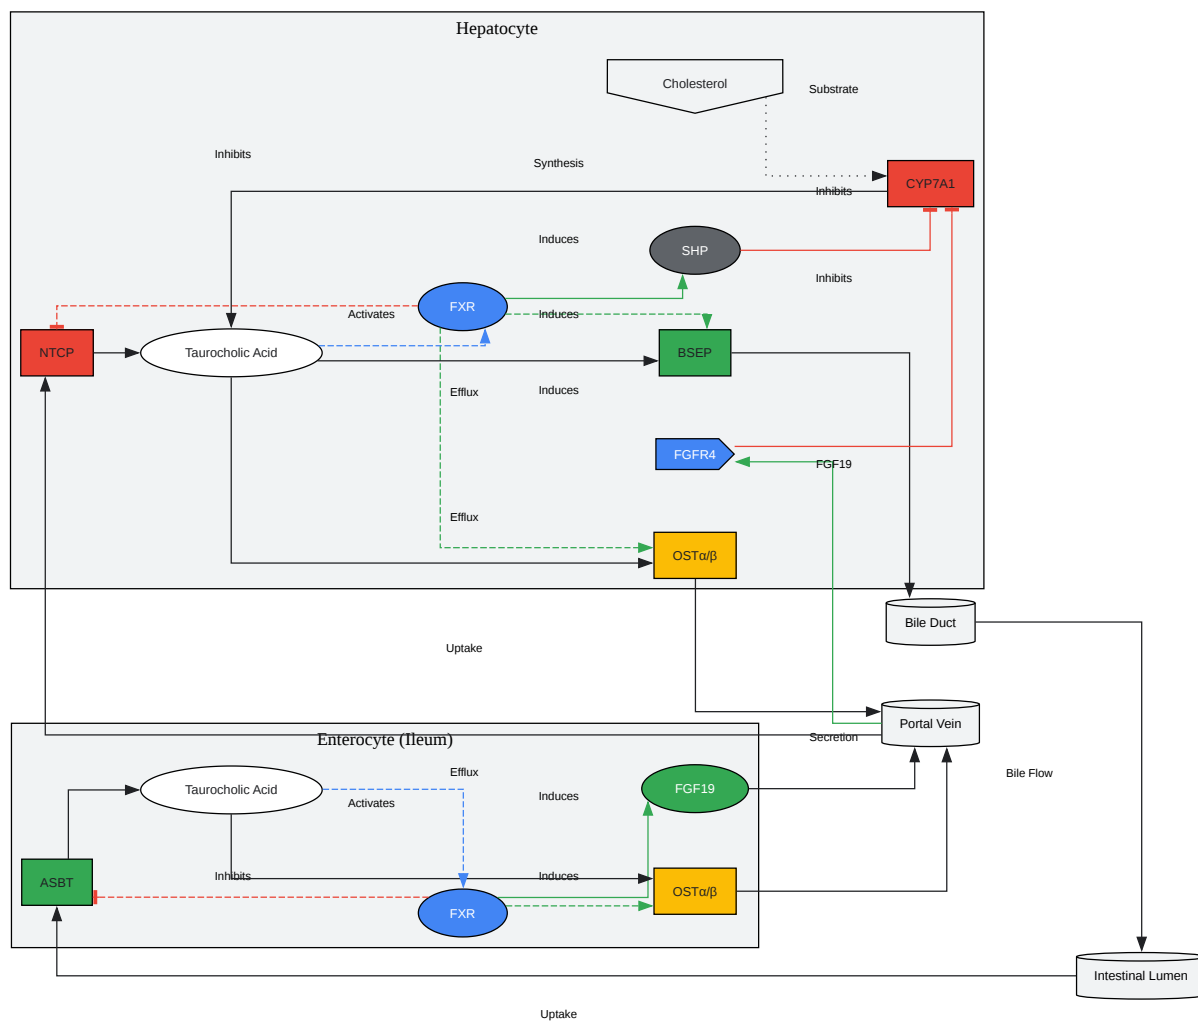 Hepatocyte
Cholesterol
Substrate
Inhibits
Synthesis
CYP7A1
Inhibits
Induces
SHP
Inhibits
FXR
Activates
Induces
NTCP
Taurocholic Acid
BSEP
Efflux
Induces
FGFR4
FGF19
Efflux
OSTα/β
Bile Duct
Uptake
Portal Vein
Secretion
Enterocyte (Ileum)
Efflux
Bile Flow
Taurocholic Acid
FGF19
Activates
Induces
Inhibits
Induces
ASBT
OSTα/β
FXR
Intestinal Lumen
Uptake